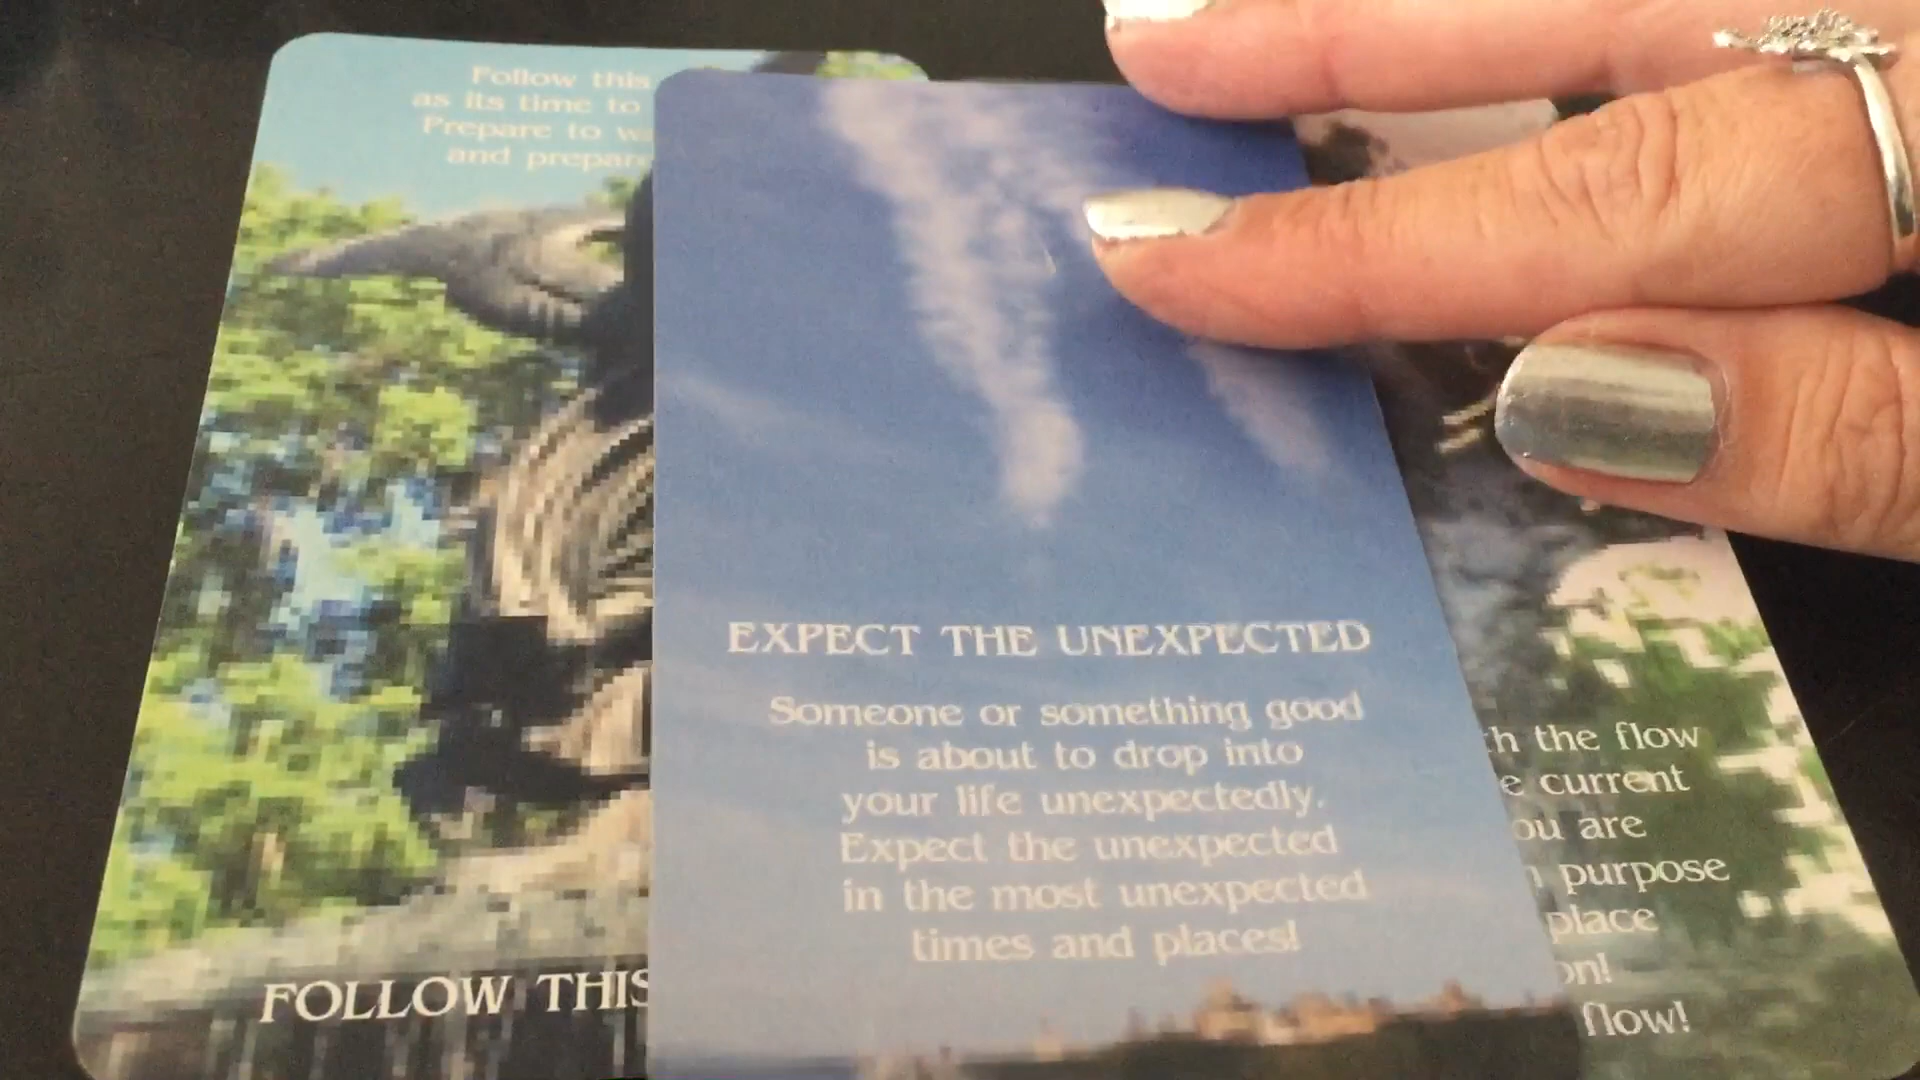 Follow this
as its time to
Prepare to
and prepare
FOLLOW THIS
EXPECT THE UNEXPECTED
Someone or something good
is about to drop into
your life unexpectedly.
Expect the unexpected
in the most unexpected
times and places!
the flow
current
are
purpose
place
flow!